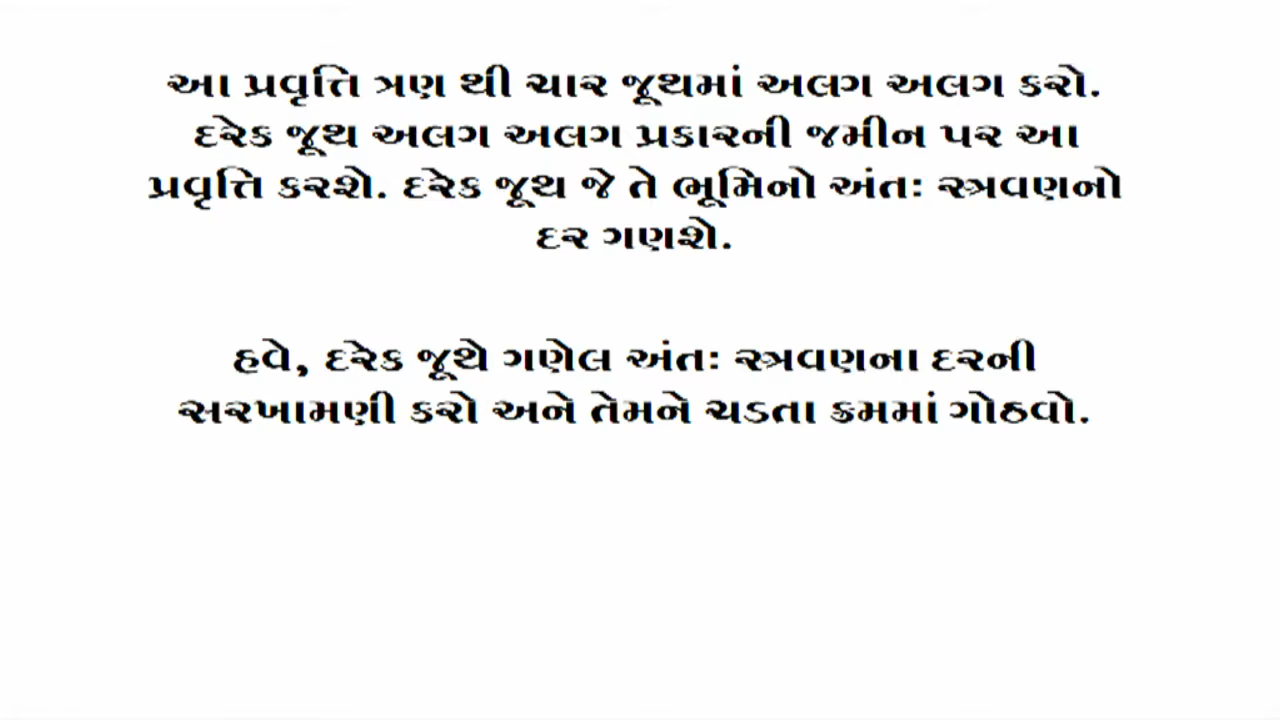 આ પ્રવૃત્તિ ત્રણ થી ચાર જૂથમાં અલગ અલગ કરો.
દરેક જૂથ અલગ અલગ પ્રકારની જમીન પર આ
પ્રવૃત્તિ કરશે. દરેક જૂથ જે તે ભૂમિનો અંતઃ સ્ત્રવણનો
દર ગણશે.
હવે, દરેક જૂથે ગણેલ અંતઃ સ્ત્રવણના દરની
સરખામણી કરો અને તેમને ચડતા ક્રમમાં ગોઠવો.